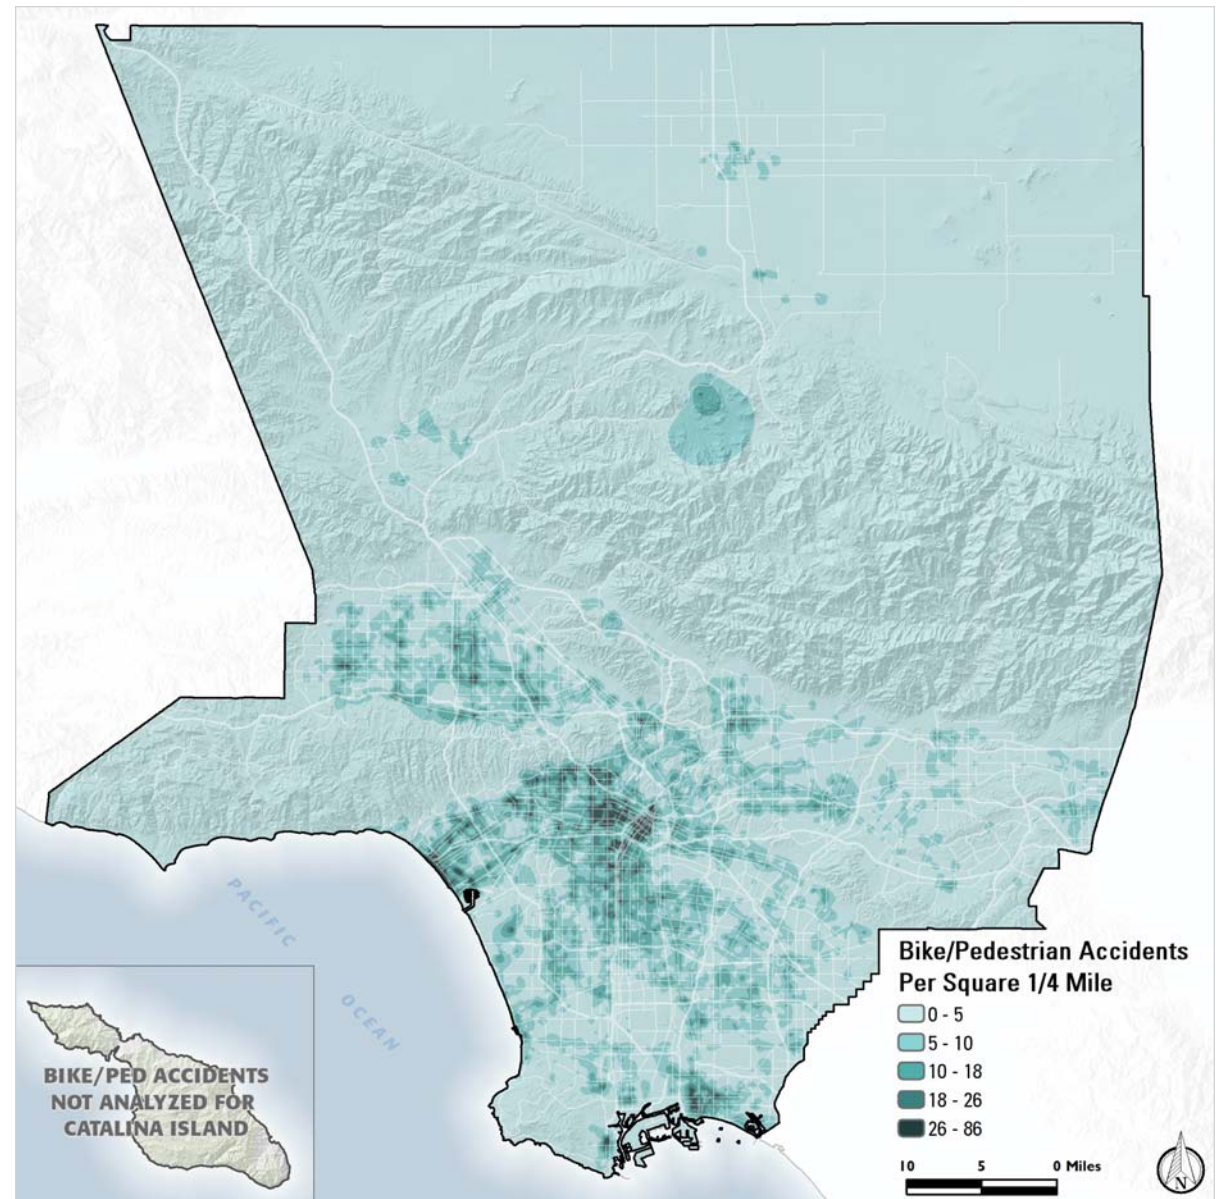 PACIFIC
OCEAN
BIKE/PED ACCIDENTS
NOT ANALYZED FOR
CATALINA ISLAND
Bike/Pedestrian Accidents
Per Square 1/4 Mile
0 - 5
5 - 10
10 - 18
18 - 26
26 - 86
10 5 0 Miles
N